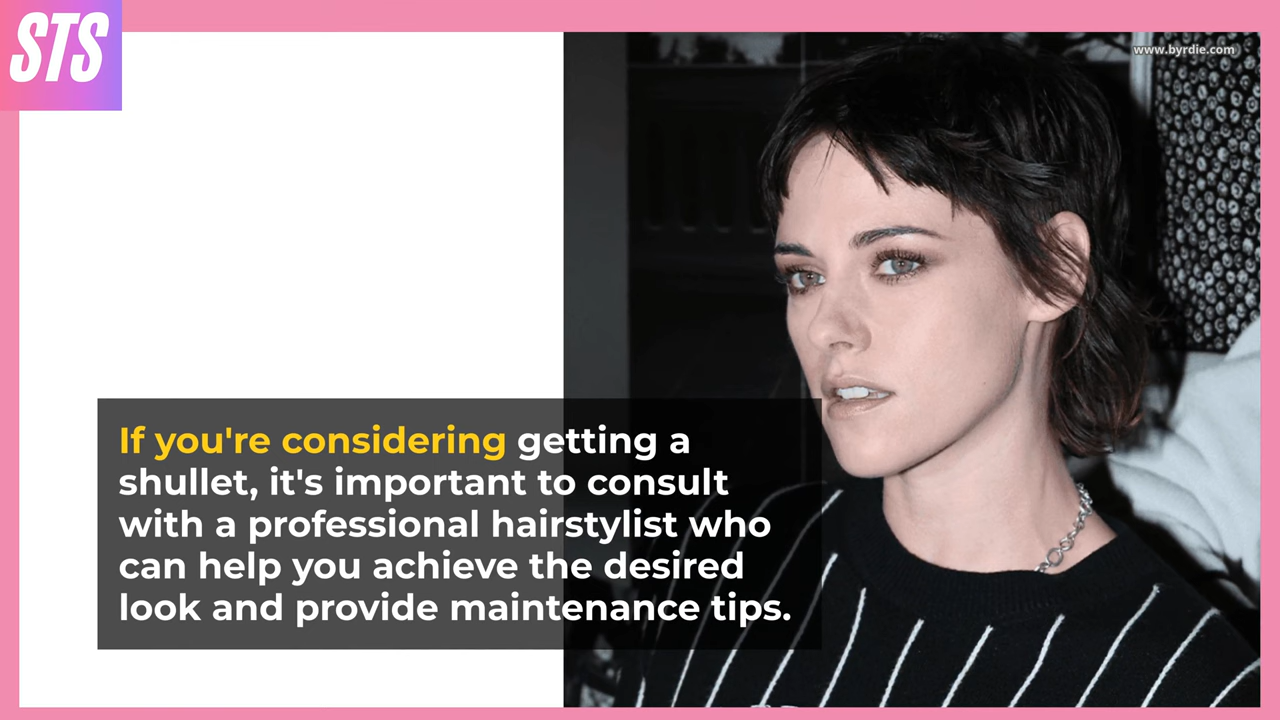 STS
www.byrdie.com
If you're considering getting a
shullet, it's important to consult
with a professional hairstylist who
can help you achieve the desired
look and provide maintenance tips.